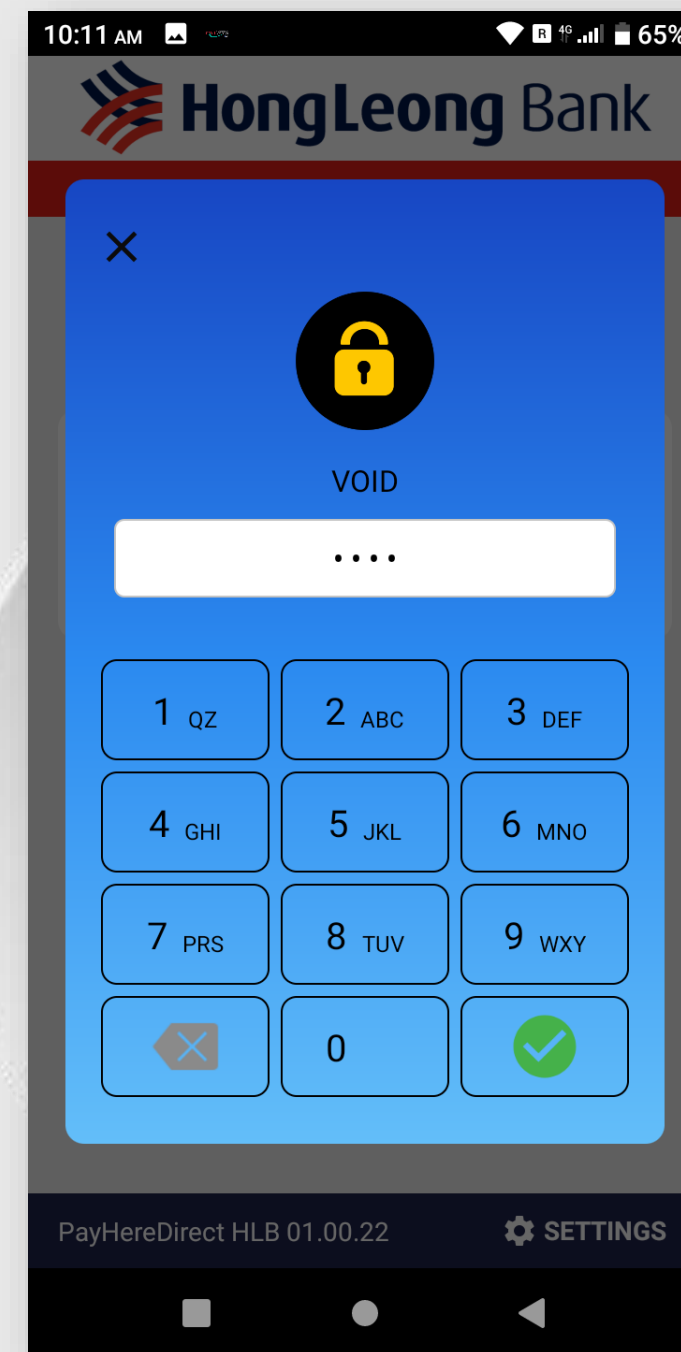 10:11 AM R 4G 65%
HongLeong Bank
VOID
••••
1 QZ 2 ABC 3 DEF
4 GHI 5 JKL 6 MNO
7 PRS 8 TUV 9 WXY
0
PayHereDirect HLB 01.00.22 SETTINGS